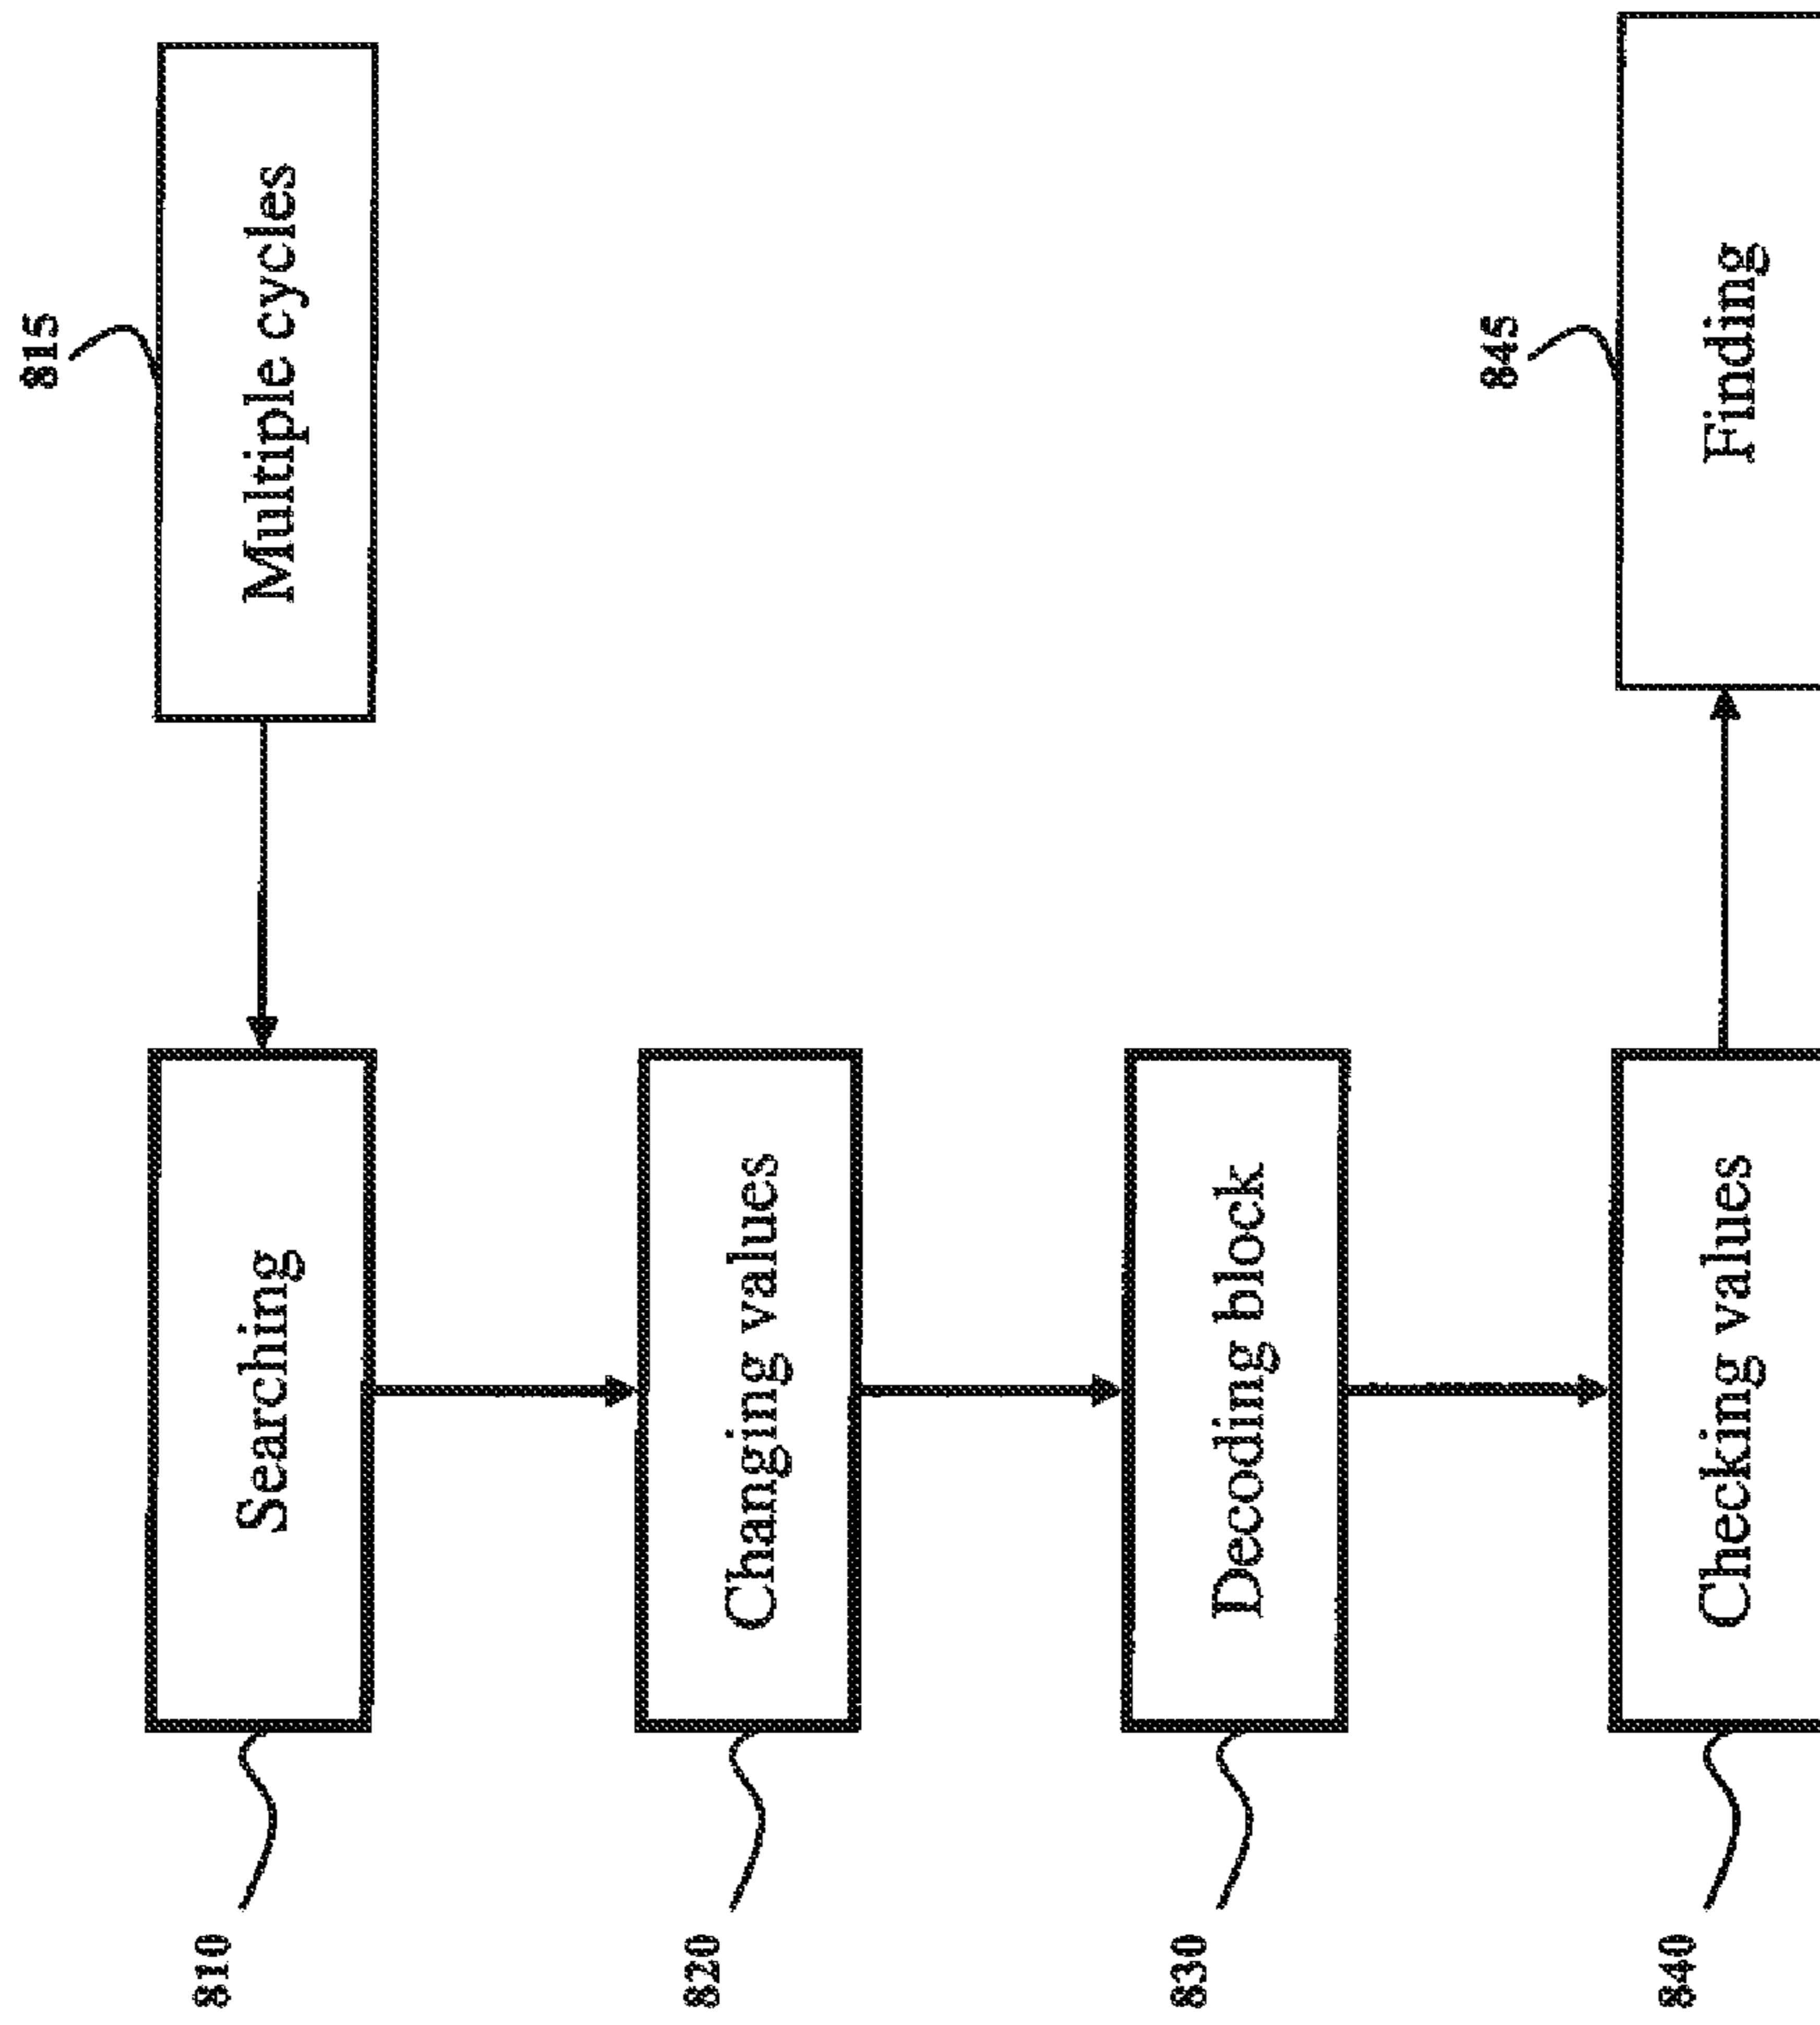 810
Searching
815
Multiple cycles
820
Changing values
830
Decoding block
840
Checking values
845
Finding